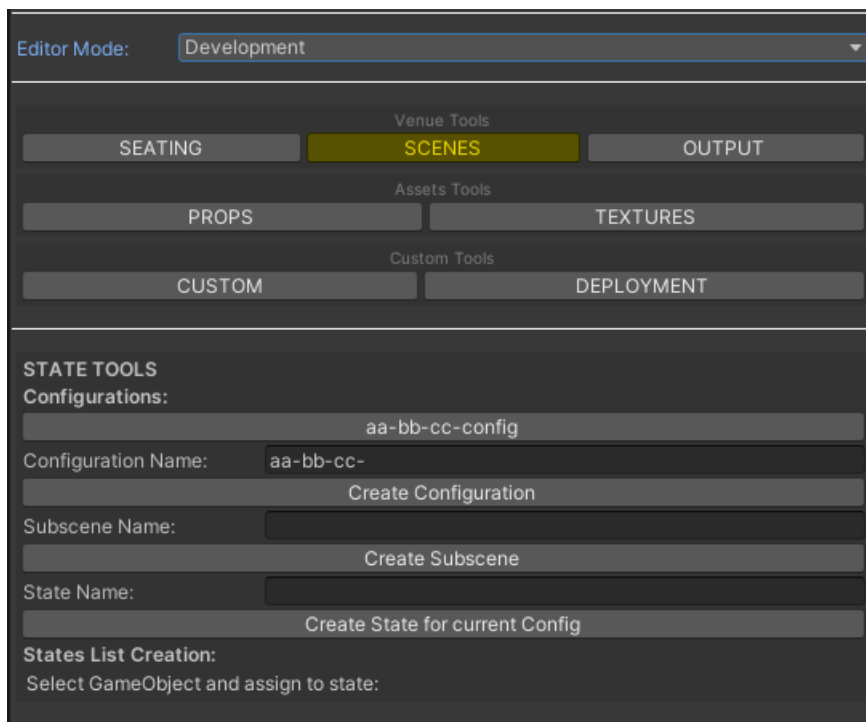 Editor Mode: Development
Venue Tools
SEATING SCENES OUTPUT
Assets Tools
PROPS TEXTURES
Custom Tools
CUSTOM DEPLOYMENT
STATE TOOLS
Configurations:
aa-bb-cc-config
Configuration Name: aa-bb-cc-
Create Configuration
Subscene Name:
Create Subscene
State Name:
Create State for current Config
States List Creation:
Select GameObject and assign to state: